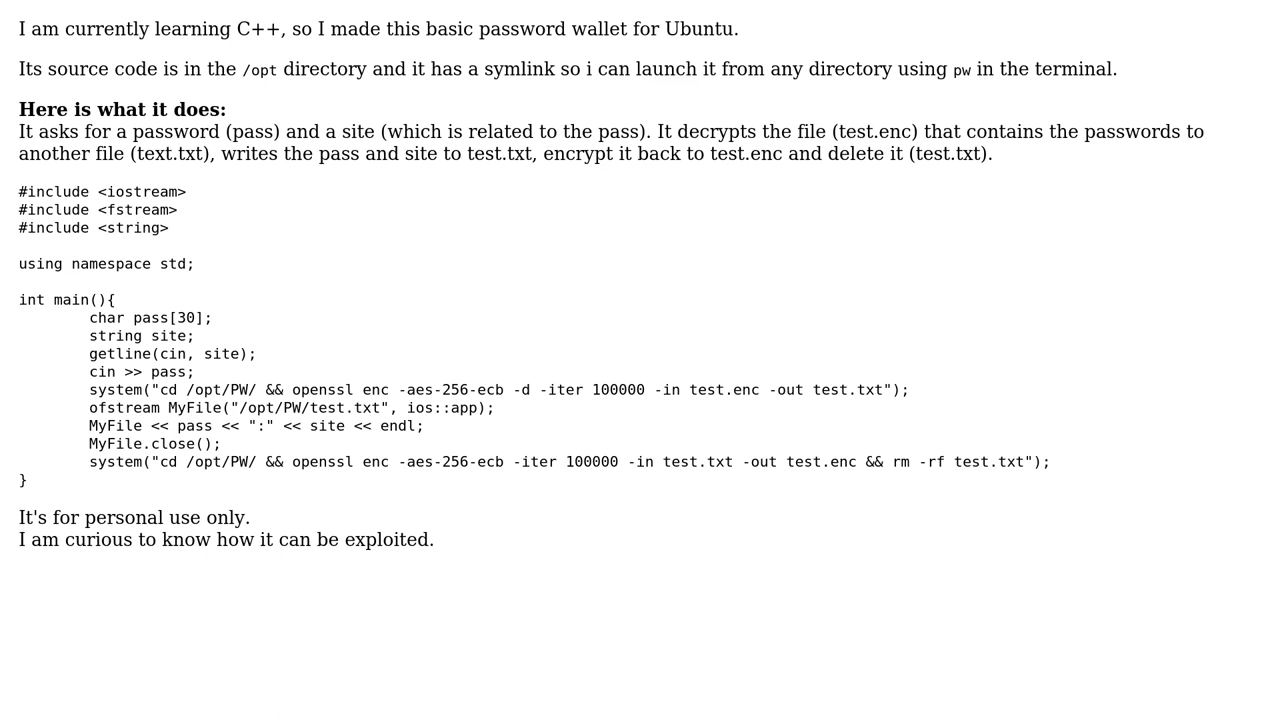 I am currently learning C++, so I made this basic password wallet for Ubuntu.
Its source code is in the /opt directory and it has a symlink so i can launch it from any directory using pw in the terminal.
Here is what it does:
It asks for a password (pass) and a site (which is related to the pass). It decrypts the file (test.enc) that contains the passwords to
another file (text.txt), writes the pass and site to test.txt, encrypt it back to test.enc and delete it (test.txt).
#include <iostream>
#include <fstream>
#include <string>
using namespace std;
int main(){
        char pass[30];
        string site;
        getline(cin, site);
        cin >> pass;
        system("cd /opt/PW/ && openssl enc -aes-256-ecb -d -iter 100000 -in test.enc -out test.txt");
        ofstream MyFile("/opt/PW/test.txt", ios::app);
        MyFile << pass << ":" << site << endl;
        MyFile.close();
        system("cd /opt/PW/ && openssl enc -aes-256-ecb -iter 100000 -in test.txt -out test.enc && rm -rf test.txt");
}
It's for personal use only.
I am curious to know how it can be exploited.